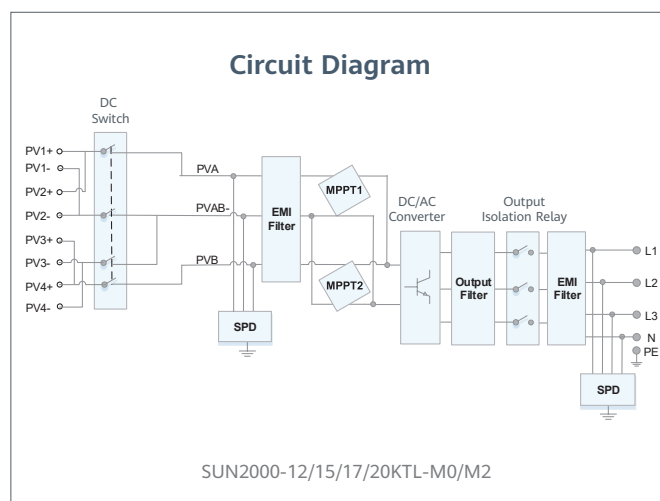 Circuit Diagram
DC
Switch
PV1+
PV1-
PV2+
PV2-
PV3+
PV3-
PV4+
PV4-
PVA
PVAB-
PVB
EMI
Filter
SPD
MPPT1
MPPT2
DC/AC
Converter
Output
Filter
Output
Isolation Relay
EMI
Filter
L1
L2
L3
N
PE
SPD
SUN2000-12/15/17/20KTL-M0/M2